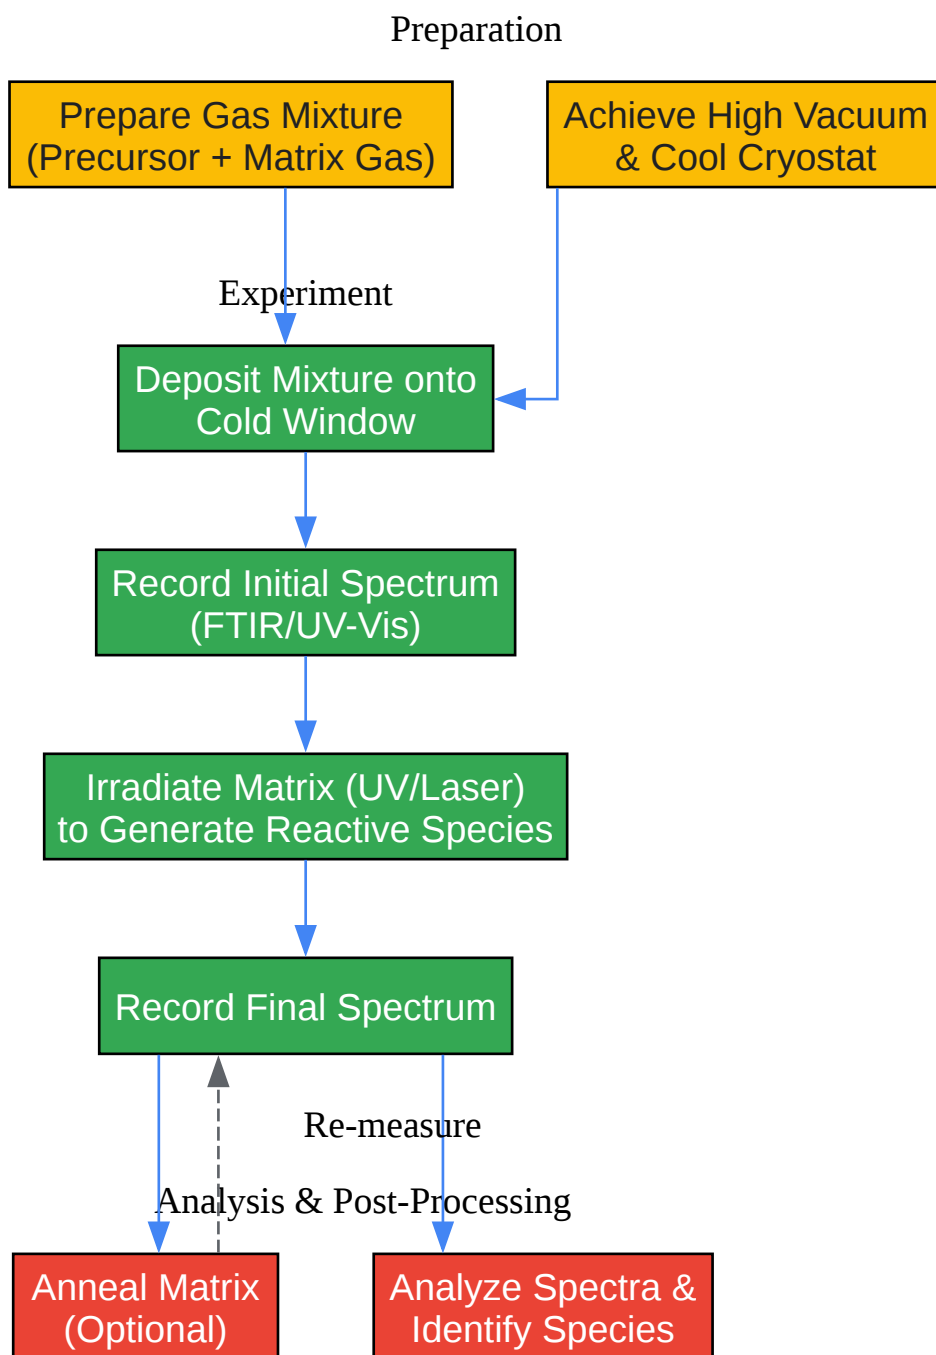 Preparation
Prepare Gas Mixture
(Precursor + Matrix Gas)
Achieve High Vacuum
& Cool Cryostat
Experiment
Deposit Mixture onto
Cold Window
Record Initial Spectrum
(FTIR/UV-Vis)
Irradiate Matrix (UV/Laser)
to Generate Reactive Species
Record Final Spectrum
Re-measure
Analysis & Post-Processing
Anneal Matrix
(Optional)
Analyze Spectra &
Identify Species